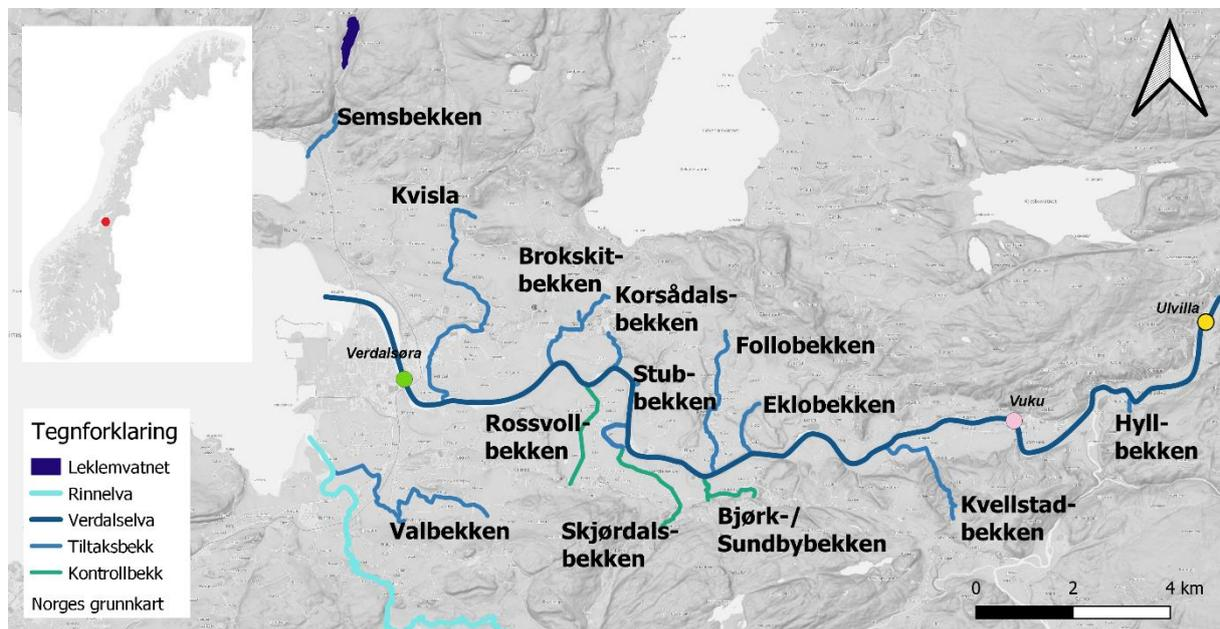 Semsbekken
Kvisla
Brokskit-
bekken
Korsådals-
bekken
Ulvilla
Follobekken
Verdalsøra
Stub-
bekken
Eklobekken
Vuku
Rossvoll-
bekken
Hyll-
bekken
Tegnforklaring
Leklemvatnet
Rinnelva
Verdalselva
Tiltaksbekk
Kontrollbekk
Norges grunnkart
Valbekken
Skjørdals-
bekken
Bjørk-/
Sundbybekken
Kvellstad-
bekken
0 2 4 km